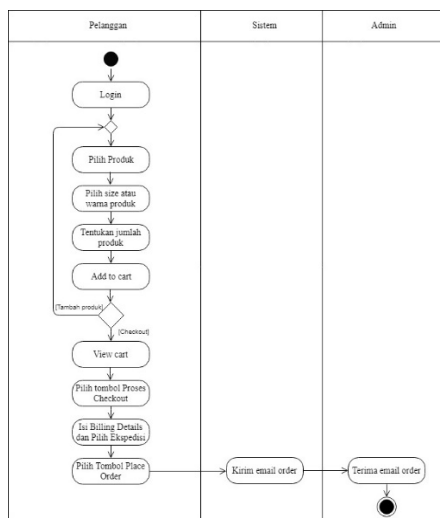 Pelanggan
Sistem
Admin
Login
Pilih Produk
Pilih size atau
warna produk
Tentukan jumlah
produk
Add to cart
[Tambah produk]
[Checkout]
View cart
Pilih tombol Proses
Checkout
Isi Billing Details
dan Pilih Ekspedisi
Pilih Tombol Place
Order
Kirim email order
Terima email order